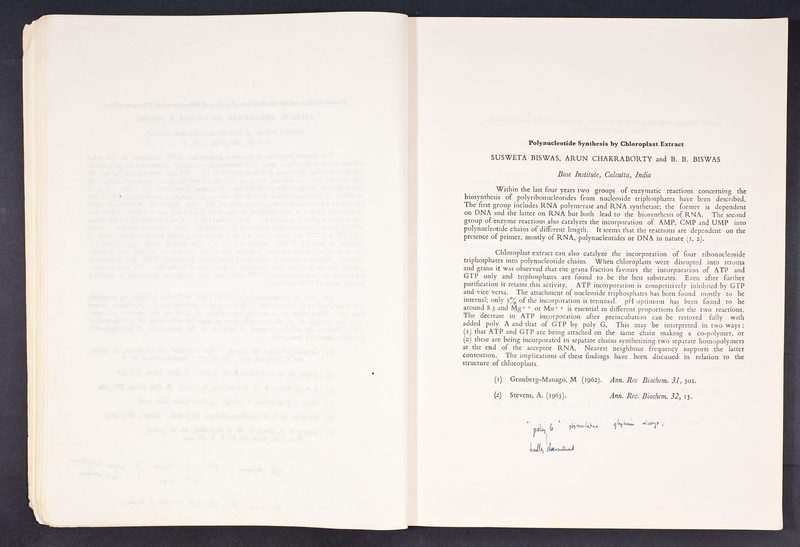 Polynucleotide Synthesis by Chloroplast Extract
SUSWETA BISWAS, ARUN CHAKRABORTY and B. B. BISWAS
Bose Institute, Calcutta, India
Within the last four years two groups of enzymatic reactions concerning the
biosynthesis of polyribonucleotides from nucleoside triphosphates have been described.
The first group includes RNA polymerase and RNA synthetase; the former is dependent
on DNA and the latter on RNA but both lead to the biosynthesis of RNA. The second
group of enzyme reactions also catalyzes the incorporation of AMP, CMP and UMP into
polynucleotide chains of different length. It seems that the reactions are dependent on the
presence of primer, mostly of RNA, polynucleotides or DNA in nature (1, 2).
Chloroplast extract can also catalyze the incorporation of four ribonucleoside
triphosphates into polynucleotide chains. When chloroplasts were disrupted into stroma
and grana it was observed that the grana fraction favours the incorporation of ATP and
GTP only and triphosphates are found to be the best substrates. Even after further
purification it retains this activity. ATP incorporation is competitively inhibited by GTP
and vice versa. The attachment of nucleoside triphosphates has been found mostly to be
internal; only 5% of the incorporation is terminal. pH optimum has been found to be
around 8.5 and Mg++ or Mn++ is essential in different proportions for the two reactions.
The decrease in ATP incorporation after preincubation can be restored fully with
added poly A and that of GTP by poly G. This may be interpreted in two ways:
(1) that ATP and GTP are being attached on the same chain making a co-polymer, or
(2) these are being incorporated in separate chains synthesizing two separate homopolymers
at the end of the acceptor RNA. Nearest neighbour frequency supports the latter
contention. The implications of these findings have been discussed in relation to the
structure of chloroplasts.
(1) Grunberg-Manago, M (1962). Ann. Rev Biochem. 31, 301.
(2) Stevens, A. (1963). Ann. Rev. Biochem. 32, 15.
"poly G." stimulates
badly characterised